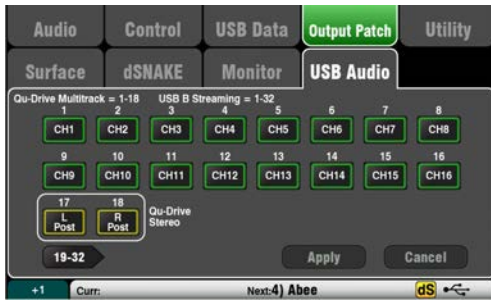 Audio Control USB Data Output Patch Utility
Surface dSNAKE Monitor USB Audio
Qu-Drive Multitrack = 1-18 USB B Streaming = 1-32
1 2 3 4 5 6 7 8
CH1 CH2 CH3 CH4 CH5 CH6 CH7 CH8
9 10 11 12 13 14 15 16
CH9 CH10 CH11 CH12 CH13 CH14 CH15 CH16
17 18
L Post R Post Qu-Drive Stereo
19-32 Apply Cancel
+1 Curr: Next:4) Abee dS